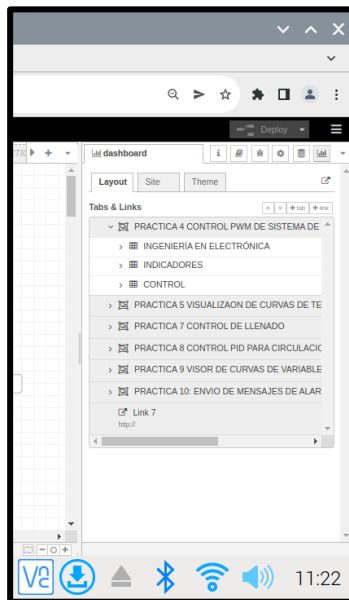 Deploy
dashboard
i
Layout
Site
Theme
Tabs & Links
+ tab
+ link
PRACTICA 4 CONTROL PWM DE SISTEMA DE
INGENIERÍA EN ELECTRÓNICA
INDICADORES
CONTROL
PRACTICA 5 VISUALIZAON DE CURVAS DE TE
PRACTICA 7 CONTROL DE LLENADO
PRACTICA 8 CONTROL PID PARA CIRCULACIC
PRACTICA 9 VISOR DE CURVAS DE VARIABLE
PRACTICA 10: ENVIO DE MENSAJES DE ALAR
Link 7
http://
11:22